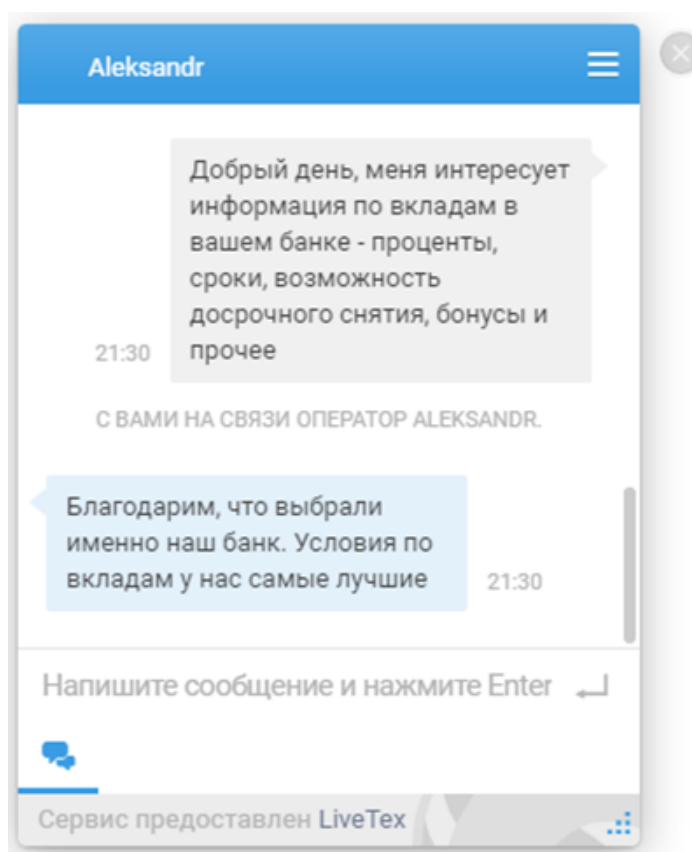 Aleksandr
Добрый день, меня интересует
информация по вкладам в
вашем банке - проценты,
сроки, возможность
досрочного снятия, бонусы и
прочее
21:30
С ВАМИ НА СВЯЗИ ОПЕРАТОР ALEKSANDR.
Благодарим, что выбрали
именно наш банк. Условия по
вкладам у нас самые лучшие
21:30
Напишите сообщение и нажмите Enter
Сервис предоставлен LiveTex